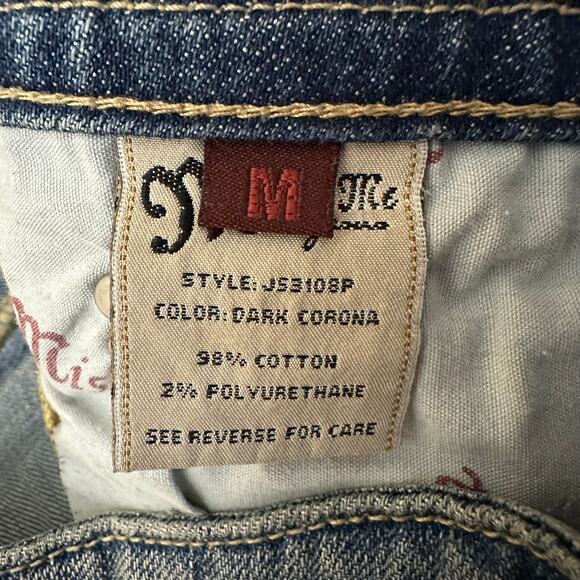 M
Me
STYLE: JS3108P
COLOR: DARK CORONA
98% COTTON
2% POLYURETHANE
SEE REVERSE FOR CARE